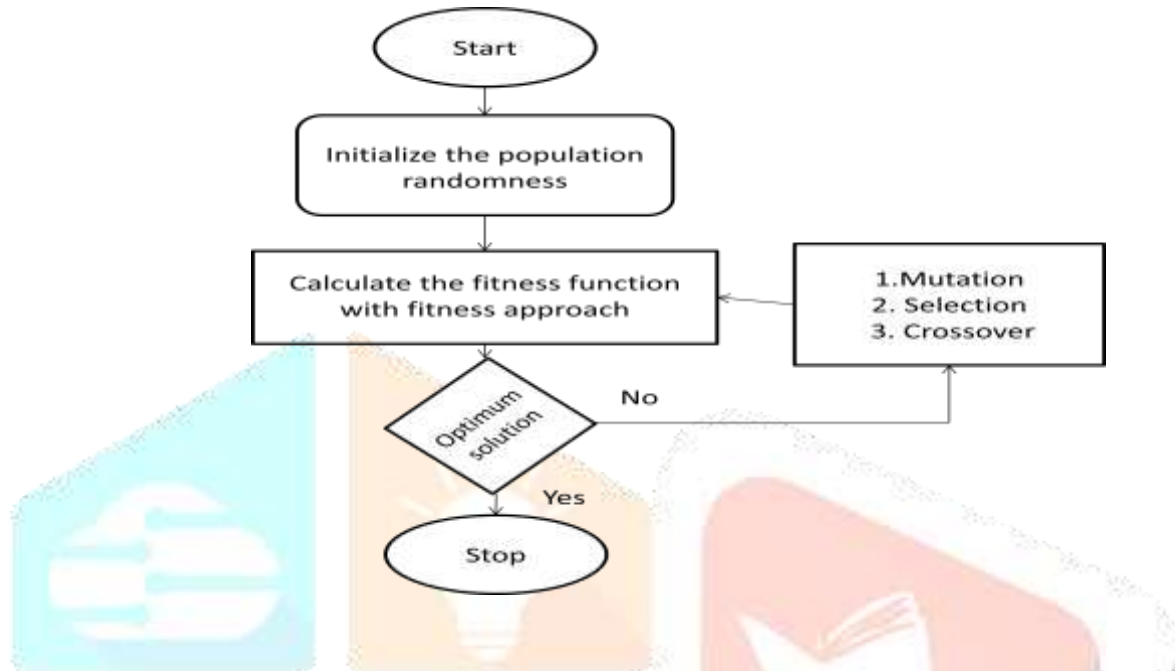 Start
Initialize the population
randomness
Calculate the fitness function
with fitness approach
1.Mutation
2. Selection
3. Crossover
Optimum
solution
No
Yes
Stop